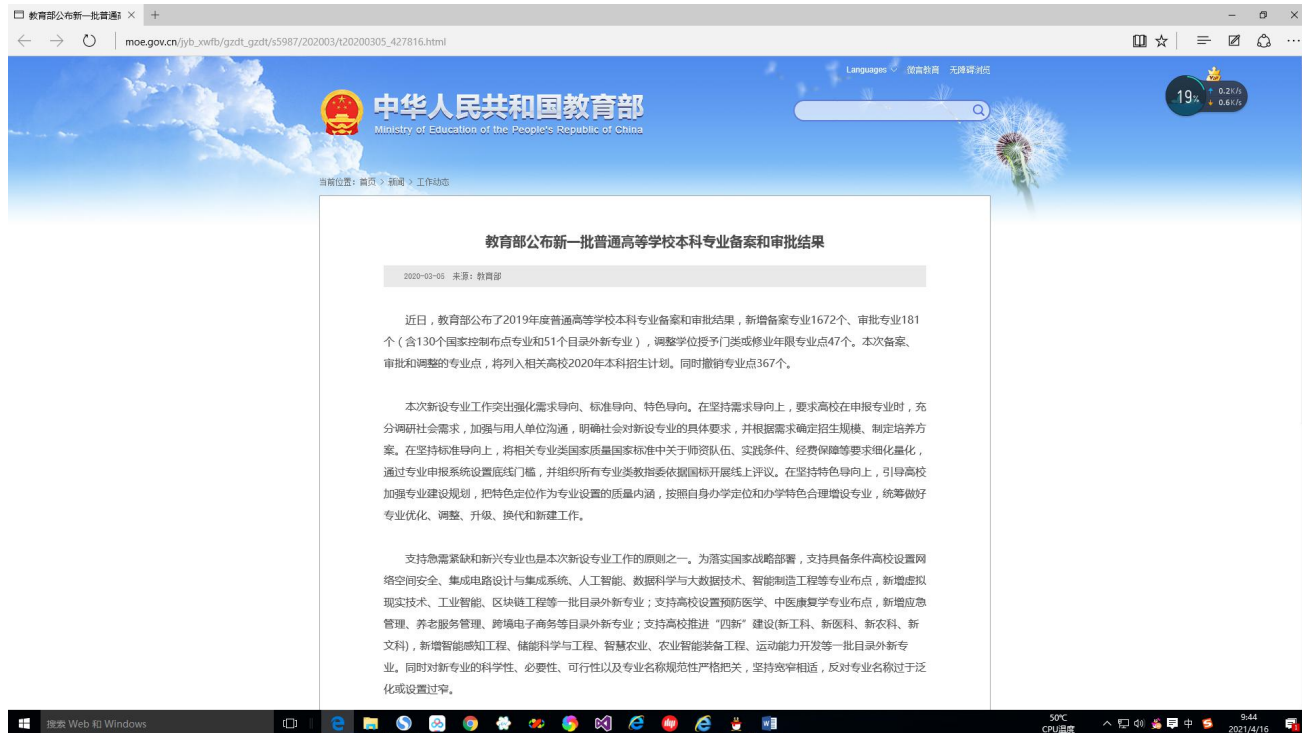 教育部公布新一批普通
moe.gov.cn/jyb_xwfb/gzdt_gzdt/s5987/202003/t20200305_427816.html
Languages 微言教育 无障碍浏览
中华人民共和国教育部
Ministry of Education of the People's Republic of China
19%
0.2K/s
0.6K/s
当前位置：首页 > 新闻 > 工作动态
教育部公布新一批普通高等学校本科专业备案和审批结果
2020-03-05 来源：教育部
近日，教育部公布了2019年度普通高等学校本科专业备案和审批结果，新增备案专业1672个、审批专业181
个（含130个国家控制布点专业和51个目录外新专业），调整学位授予门类或修业年限专业点47个。本次备案、
审批和调整的专业点，将列入相关高校2020年本科招生计划。同时撤销专业点367个。
本次新设专业工作突出强化需求导向、标准导向、特色导向。在坚持需求导向上，要求高校在申报专业时，充
分调研社会需求，加强与用人单位沟通，明确社会对新设专业的具体要求，并根据需求确定招生规模、制定培养方
案。在坚持标准导向上，将相关专业类国家质量国家标准中关于师资队伍、实践条件、经费保障等要求细化量化，
通过专业申报系统设置底线门槛，并组织所有专业类教指委依据国标开展线上评议。在坚持特色导向上，引导高校
加强专业建设规划，把特色定位作为专业设置的质量内涵，按照自身办学定位和办学特色合理增设专业，统筹做好
专业优化、调整、升级、换代和新建工作。
支持急需紧缺和新兴专业也是本次新设专业工作的原则之一。为落实国家战略部署，支持具备条件高校设置网
络空间安全、集成电路设计与集成系统、人工智能、数据科学与大数据技术、智能制造工程等专业布点，新增虚拟
现实技术、工业智能、区块链工程等一批目录外新专业；支持高校设置预防医学、中医康复学专业布点，新增应急
管理、养老服务管理、跨境电子商务等目录外新专业；支持高校推进“四新”建设(新工科、新医科、新农科、新
文科)，新增智能感知工程、储能科学与工程、智慧农业、农业智能装备工程、运动能力开发等一批目录外新专
业。同时对新专业的科学性、必要性、可行性以及专业名称规范性严格把关，坚持宽窄相适，反对专业名称过于泛
化或设置过窄。
搜索 Web 和 Windows
50℃
CPU温度
中
9:44
2021/4/16